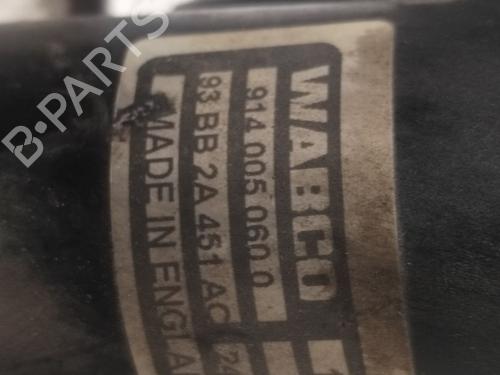 WABCO
914 005 060 0
93 BB 2A 451 AC
MADE IN ENGLA
B-PARTS